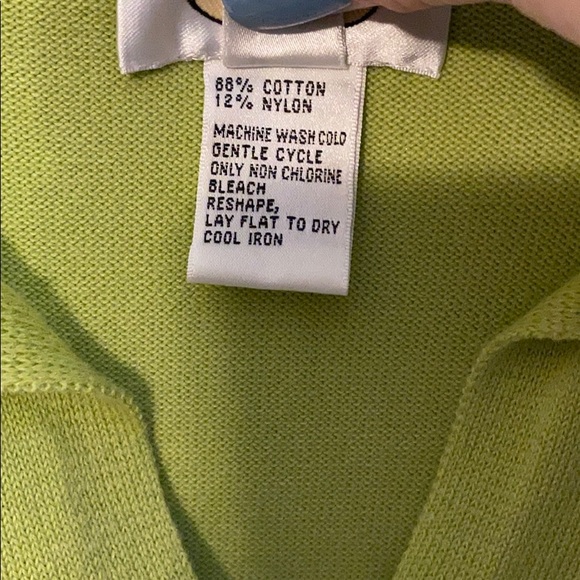 88% COTTON
12% NYLON
MACHINE WASH COLD
GENTLE CYCLE
ONLY NON CHLORINE
BLEACH
RESHAPE,
LAY FLAT TO DRY
COOL IRON